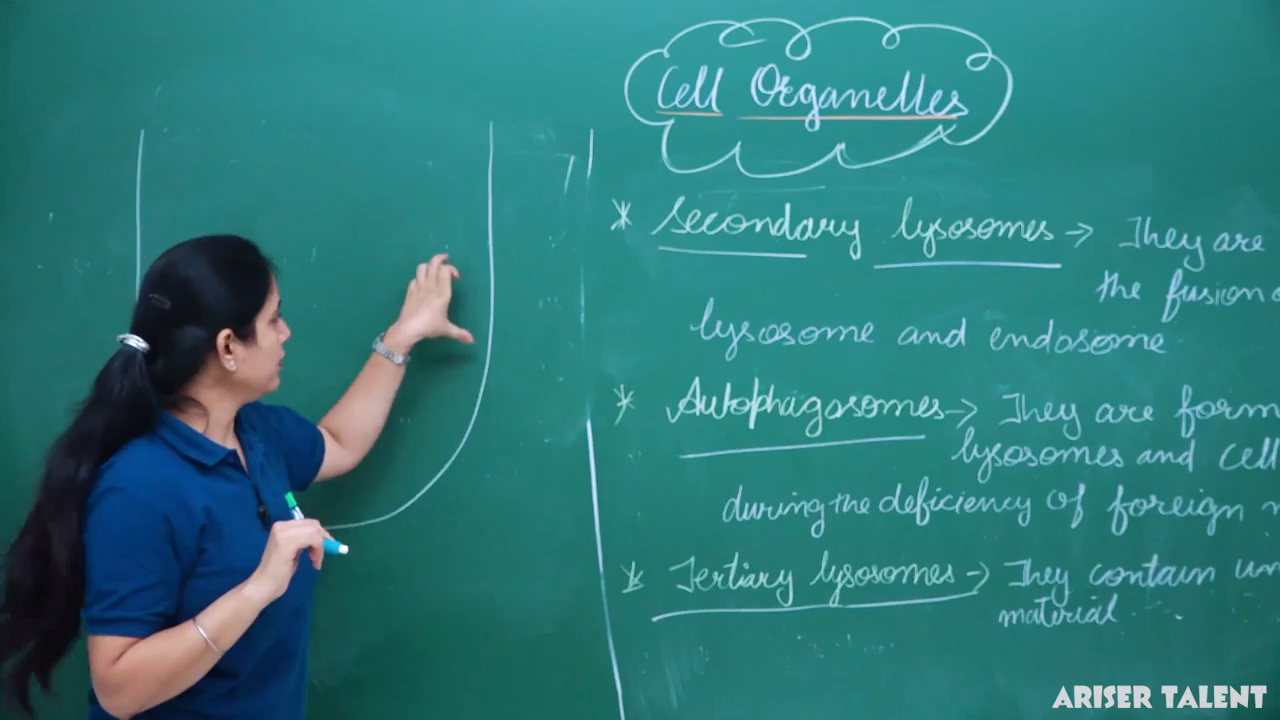 Cell Organelles
* Secondary lysosomes → They are
the fusion
lysosome and endosome
* Autophagosomes → They are form
lysosomes and cell
during the deficiency of foreign
* Tertiary lysosomes → They contain un
material
ARISER TALENT